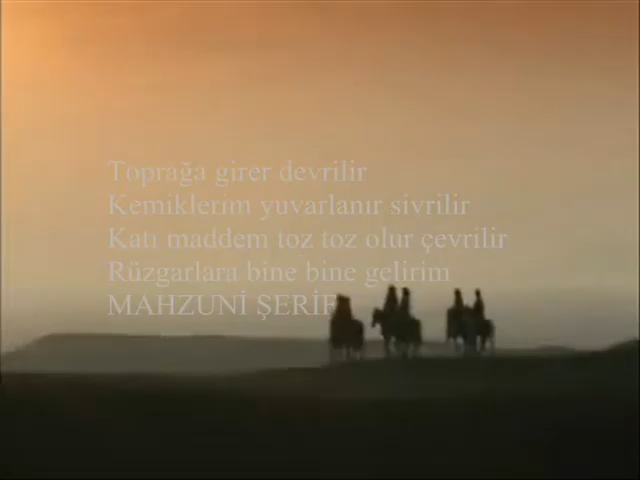 Toprağa girer devrilir
Kemiklerim yuvarlanır sivrilir
Katı maddem toz toz olur çevrilir
Rüzgarlara bine bine gelirim
MAHZUNİ ŞERİF